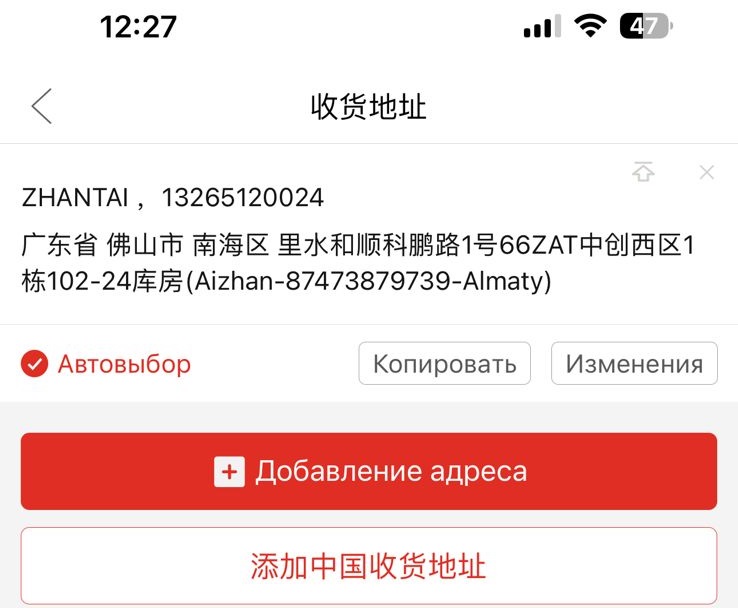 12:27
47
收货地址
ZHANTAI ，13265120024
广东省 佛山市 南海区 里水和顺科鹏路1号66ZAT中创西区1
栋102-24库房(Aizhan-87473879739-Almaty)
Автовыбор
Копировать
Изменения
Добавление адреса
添加中国收货地址